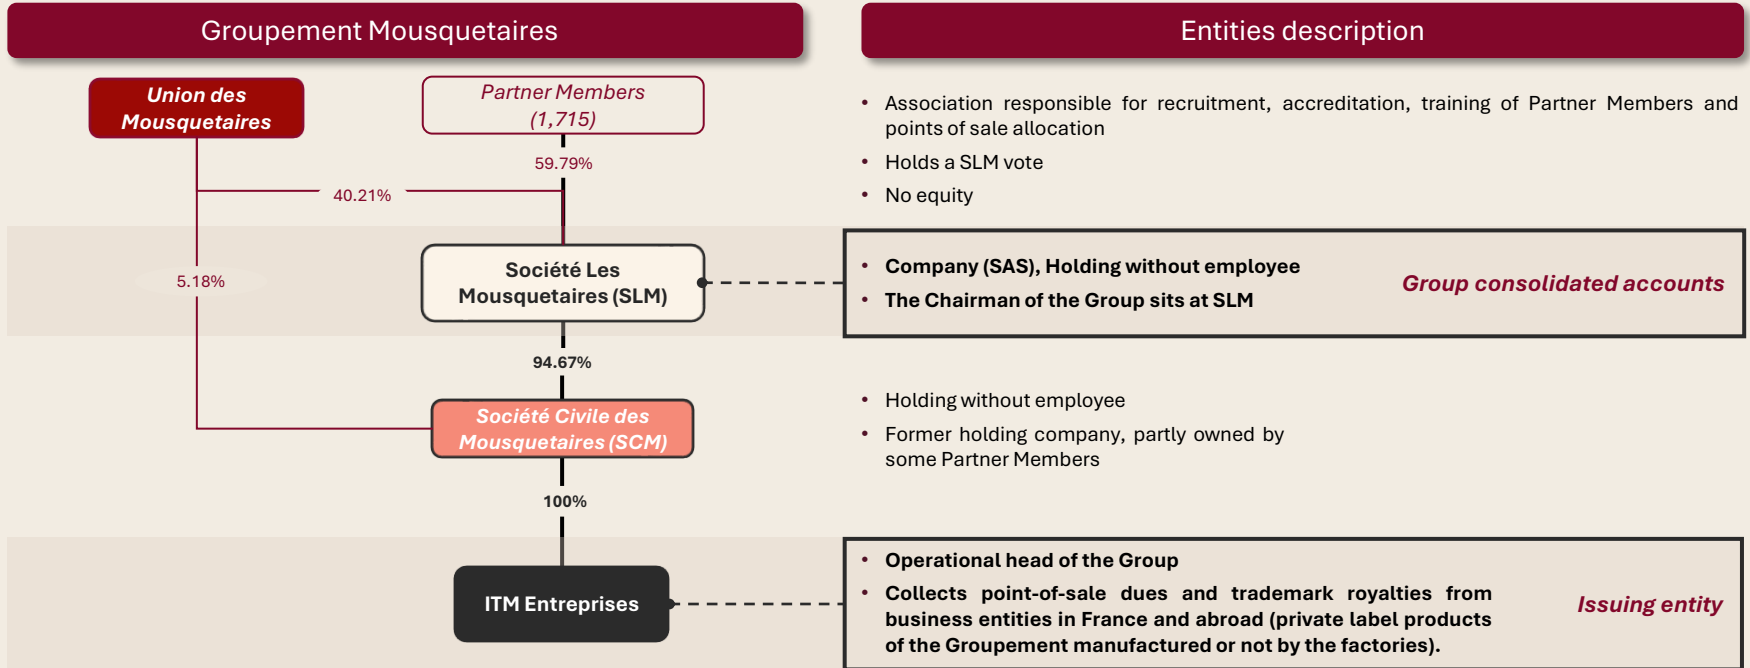 Groupement Mousquetaires
Entities description
Union des
Mousquetaires
Partner Members
(1,715)
59.79%
40.21%
• Association responsible for recruitment, accreditation, training of Partner Members and
points of sale allocation
• Holds a SLM vote
• No equity
5.18%
Société Les
Mousquetaires (SLM)
• Company (SAS), Holding without employee
• The Chairman of the Group sits at SLM
Group consolidated accounts
94.67%
Société Civile des
Mousquetaires (SCM)
• Holding without employee
• Former holding company, partly owned by
some Partner Members
100%
ITM Entreprises
• Operational head of the Group
• Collects point-of-sale dues and trademark royalties from
business entities in France and abroad (private label products
of the Groupement manufactured or not by the factories).
Issuing entity